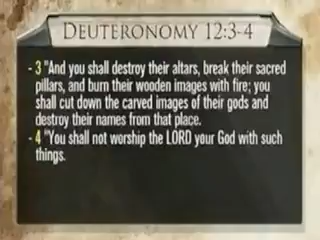 DEUTERONOMY 12:3-4
- 3 "And you shall destroy their altars, break their sacred
pillars, and burn their wooden images with fire; you
shall cut down the carved images of their gods and
destroy their names from that place.
- 4 "You shall not worship the LORD your God with such
things.